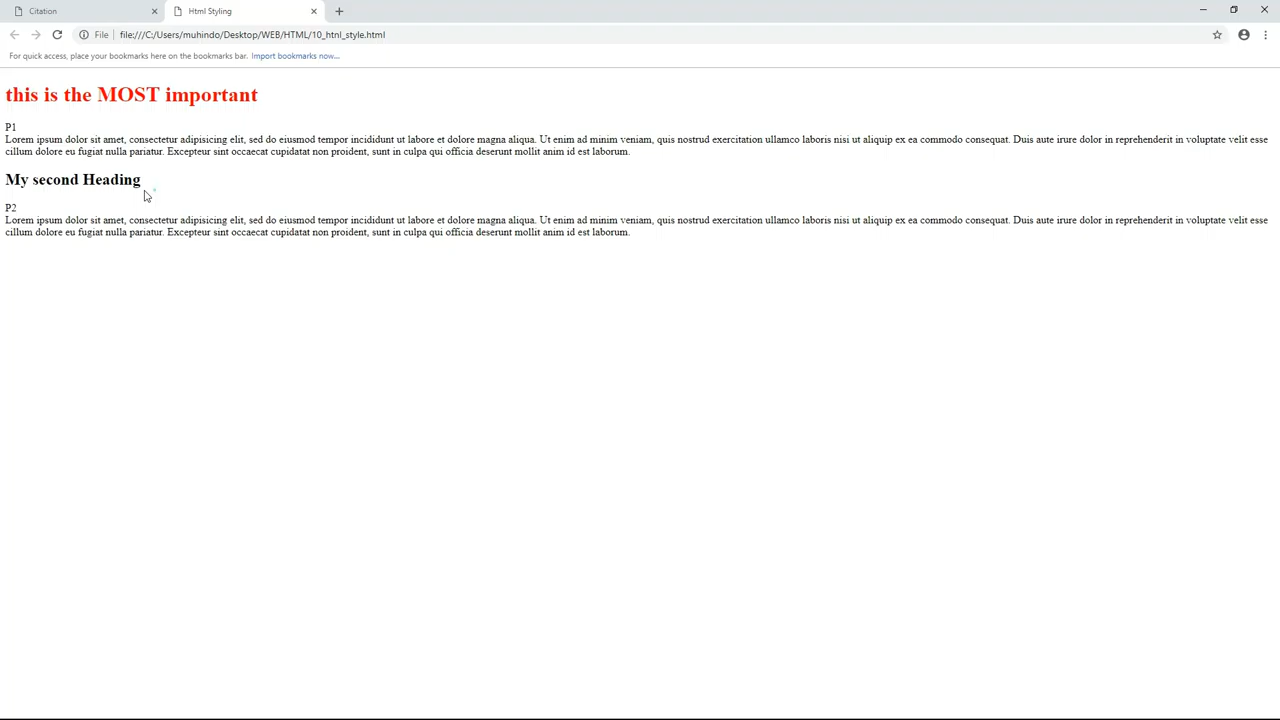 Citation
Html Styling
File
file:///C:/Users/muhindo/Desktop/WEB/HTML/10_htnl_style.html
For quick access, place your bookmarks here on the bookmarks bar. Import bookmarks now...
this is the MOST important
P1
Lorem ipsum dolor sit amet, consectetur adipisicing elit, sed do eiusmod tempor incididunt ut labore et dolore magna aliqua. Ut enim ad minim veniam, quis nostrud exercitation ullamco laboris nisi ut aliquip ex ea commodo consequat. Duis aute irure dolor in reprehenderit in voluptate velit esse
cillum dolore eu fugiat nulla pariatur. Excepteur sint occaecat cupidatat non proident, sunt in culpa qui officia deserunt mollit anim id est laborum.
My second Heading
P2
Lorem ipsum dolor sit amet, consectetur adipisicing elit, sed do eiusmod tempor incididunt ut labore et dolore magna aliqua. Ut enim ad minim veniam, quis nostrud exercitation ullamco laboris nisi ut aliquip ex ea commodo consequat. Duis aute irure dolor in reprehenderit in voluptate velit esse
cillum dolore eu fugiat nulla pariatur. Excepteur sint occaecat cupidatat non proident, sunt in culpa qui officia deserunt mollit anim id est laborum.